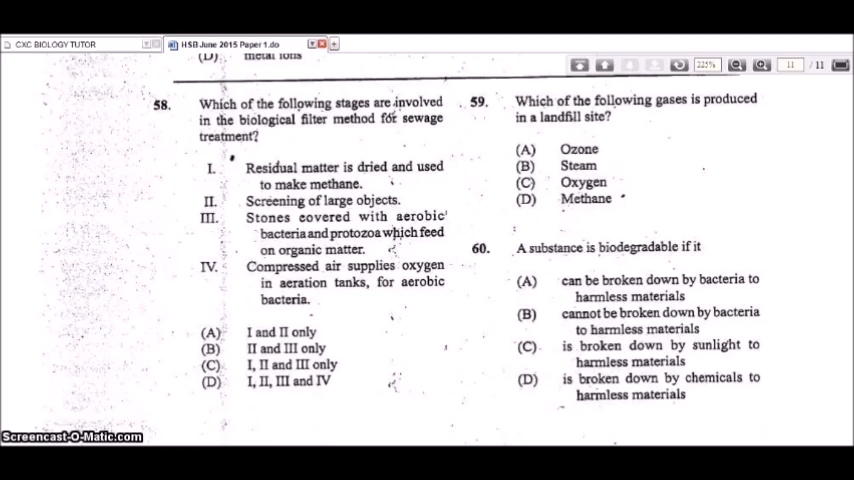 CXC BIOLOGY TUTOR
HSB June 2015 Paper 1.do
225%
11
/ 11
(D) metal ions
58. Which of the following stages are involved
in the biological filter method for sewage
treatment?
I. Residual matter is dried and used
to make methane.
II. Screening of large objects.
III. Stones covered with aerobic
bacteria and protozoa which feed
on organic matter.
IV. Compressed air supplies oxygen
in aeration tanks, for aerobic
bacteria.
(A) I and II only
(B) II and III only
(C) I, II and III only
(D) I, II, III and IV
59. Which of the following gases is produced
in a landfill site?
(A) Ozone
(B) Steam
(C) Oxygen
(D) Methane
60. A substance is biodegradable if it
(A) can be broken down by bacteria to
harmless materials
(B) cannot be broken down by bacteria
to harmless materials
(C) is broken down by sunlight to
harmless materials
(D) is broken down by chemicals to
harmless materials
Screencast-O-Matic.com